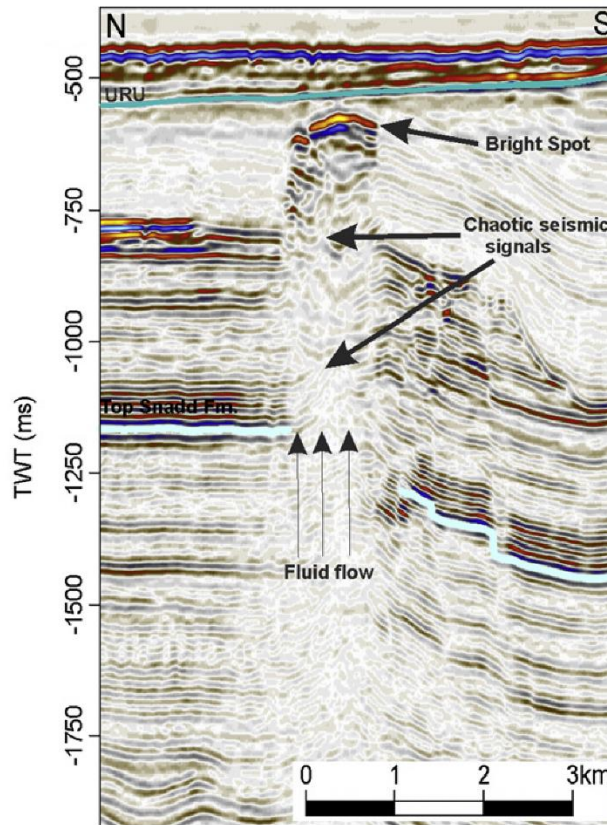 N
S
-500
URU
Bright Spot
-750
Chaotic seismic
signals
-1000
Top Snadd Fm.
TWT (ms)
-1250
Fluid flow
-1500
-1750
0 1 2 3km